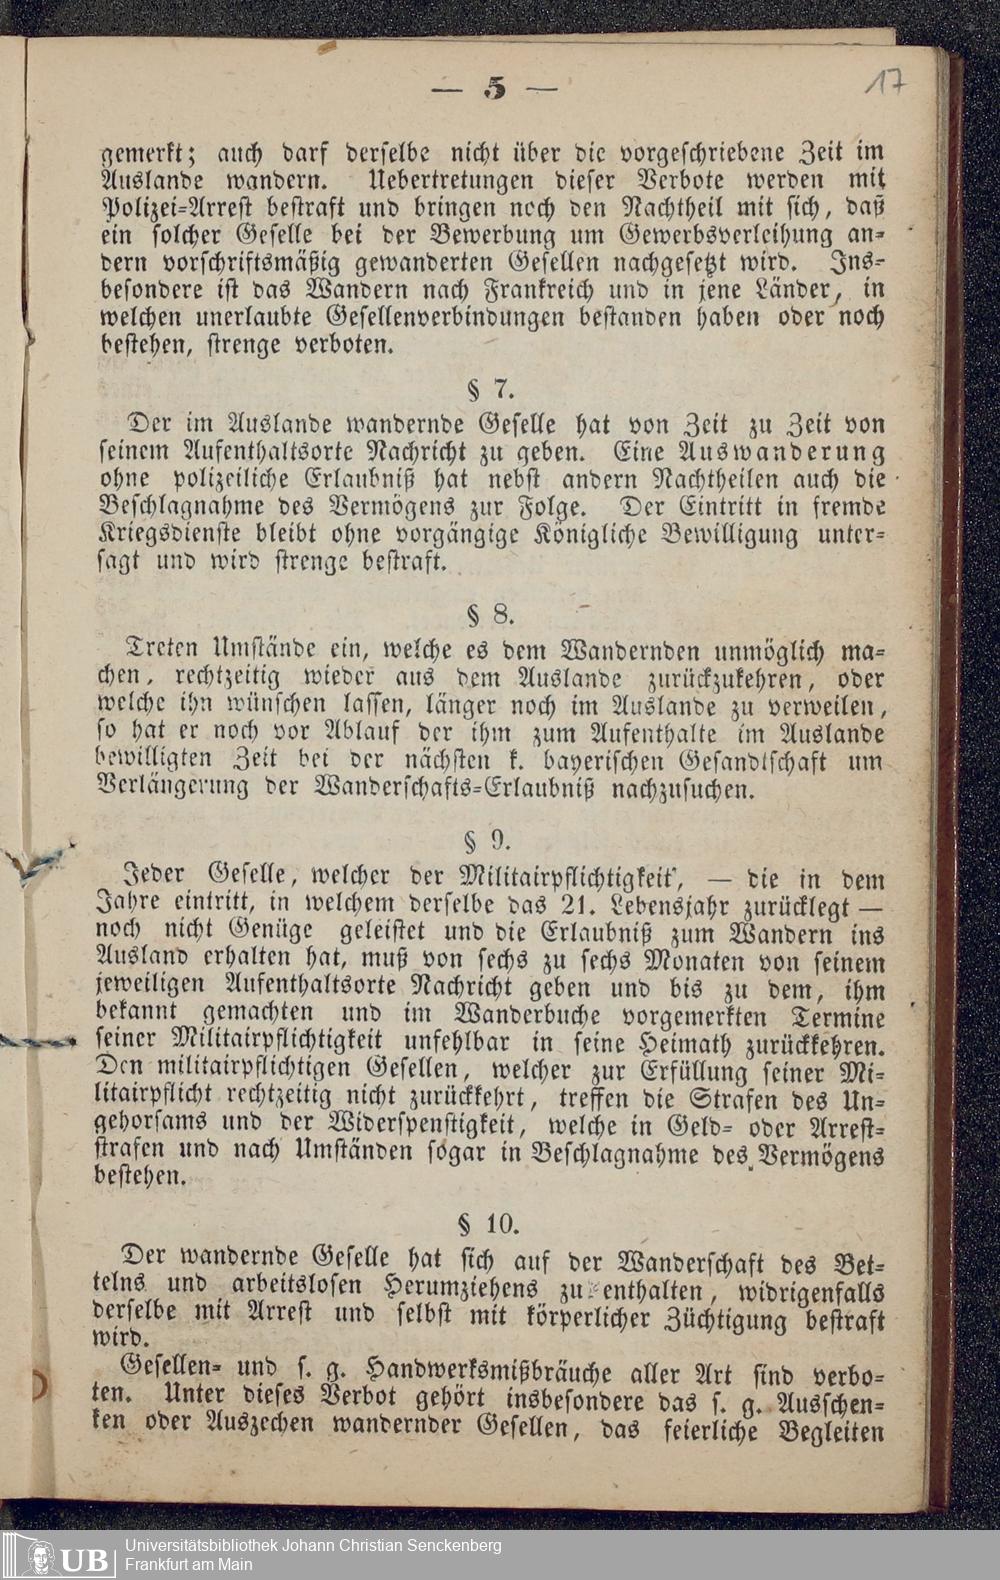 — 5 —
17
gemerkt; auch darf derselbe nicht über die vorgeschriebene Zeit im
Auslande wandern. Uebertretungen dieser Verbote werden mit
Polizei-Arrest bestraft und bringen noch den Nachtheil mit sich, daß
ein solcher Geselle bei der Bewerbung um Gewerbsverleihung an-
dern vorschriftsmäßig gewanderten Gesellen nachgesetzt wird. Ins-
besondere ist das Wandern nach Frankreich und in jene Länder, in
welchen unerlaubte Gesellenverbindungen bestanden haben oder noch
bestehen, strenge verboten.
§ 7.
Der im Auslande wandernde Geselle hat von Zeit zu Zeit von
seinem Aufenthaltsorte Nachricht zu geben. Eine Auswanderung
ohne polizeiliche Erlaubniß hat nebst andern Nachtheilen auch die
Beschlagnahme des Vermögens zur Folge. Der Eintritt in fremde
Kriegsdienste bleibt ohne vorgängige Königliche Bewilligung unter-
sagt und wird strenge bestraft.
§ 8.
Treten Umstände ein, welche es dem Wandernden unmöglich ma-
chen, rechtzeitig wieder aus dem Auslande zurückzukehren, oder
welche ihn wünschen lassen, länger noch im Auslande zu verweilen,
so hat er noch vor Ablauf der ihm zum Aufenthalte im Auslande
bewilligten Zeit bei der nächsten k. bayerischen Gesandtschaft um
Verlängerung der Wanderschafts-Erlaubniß nachzusuchen.
§ 9.
Jeder Geselle, welcher der Militairpflichtigkeit, — die in dem
Jahre eintritt, in welchem derselbe das 21. Lebensjahr zurücklegt —
noch nicht Genüge geleistet und die Erlaubniß zum Wandern ins
Ausland erhalten hat, muß von sechs zu sechs Monaten von seinem
jeweiligen Aufenthaltsorte Nachricht geben und bis zu dem, ihm
bekannt gemachten und im Wanderbuche vorgemerkten Termine
seiner Militairpflichtigkeit unfehlbar in seine Heimath zurückkehren.
Den militairpflichtigen Gesellen, welcher zur Erfüllung seiner Mi-
litairpflicht rechtzeitig nicht zurückkehrt, treffen die Strafen des Un-
gehorsams und der Widerspenstigkeit, welche in Geld- oder Arrest-
strafen und nach Umständen sogar in Beschlagnahme des Vermögens
bestehen.
§ 10.
Der wandernde Geselle hat sich auf der Wanderschaft des Bet-
telns und arbeitslosen Herumziehens zu enthalten, widrigenfalls
derselbe mit Arrest und selbst mit körperlicher Züchtigung bestraft
wird.
Gesellen- und s. g. Handwerksmißbräuche aller Art sind verbo-
ten. Unter dieses Verbot gehört insbesondere das s. g. Ausschen-
ken oder Auszechen wandernder Gesellen, das feierliche Begleiten
UB
Universitätsbibliothek Johann Christian Senckenberg
Frankfurt am Main